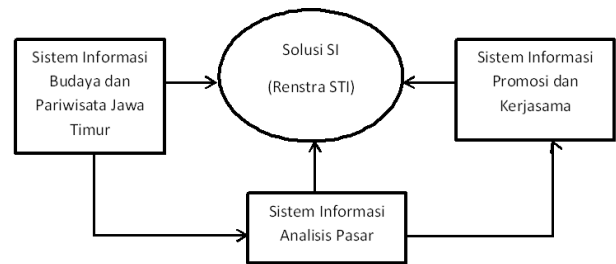 Sistem Informasi
Budaya dan
Pariwisata Jawa
Timur
Solusi SI
(Renstra STI)
Sistem Informasi
Promosi dan
Kerjasama
Sistem Informasi
Analisis Pasar